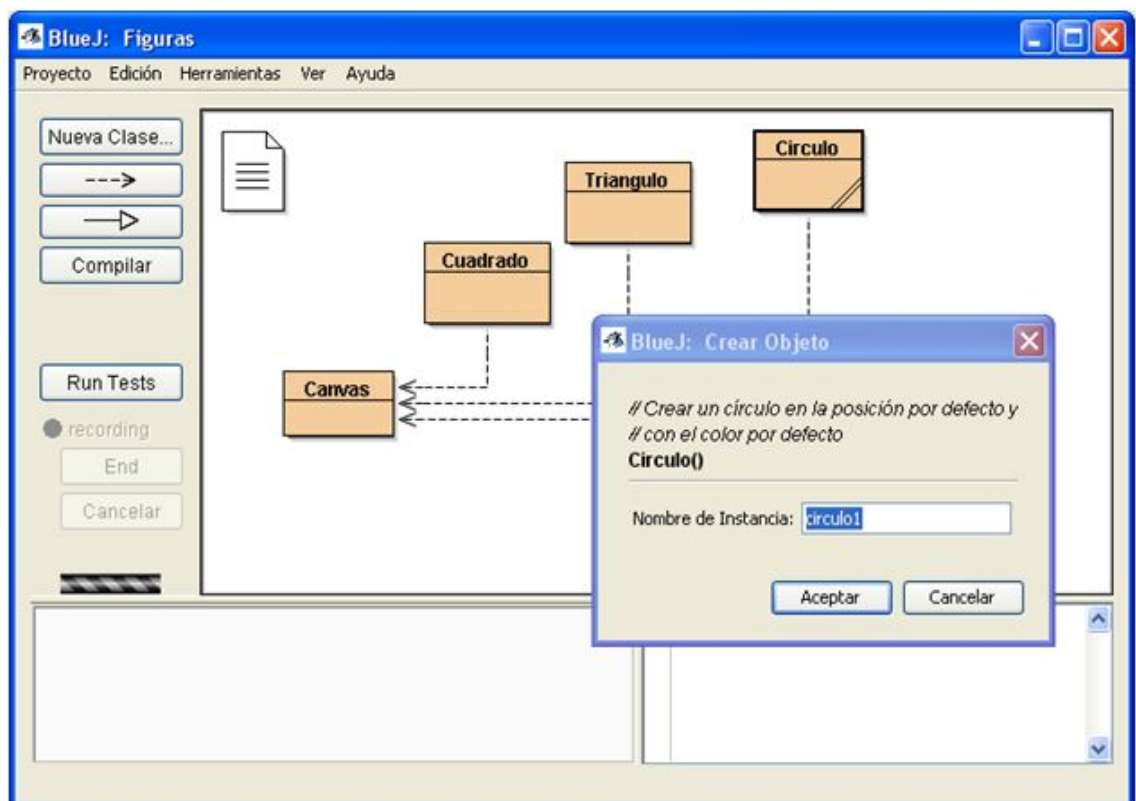 BlueJ: Figuras
Proyecto Edición Herramientas Ver Ayuda
Nueva Clase...
Compilar
Run Tests
recording
End
Cancelar
Circulo
Triangulo
Cuadrado
Canvas
BlueJ: Crear Objeto
// Crear un círculo en la posición por defecto y
// con el color por defecto
Circulo()
Nombre de Instancia: circulo1
Aceptar Cancelar